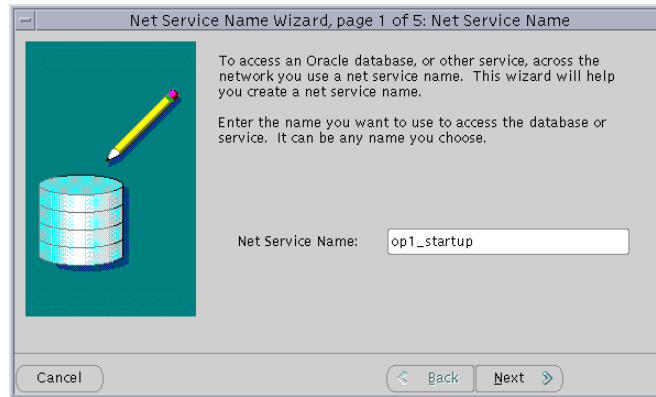 Net Service Name Wizard, page 1 of 5: Net Service Name
To access an Oracle database, or other service, across the
network you use a net service name. This wizard will help
you create a net service name.
Enter the name you want to use to access the database or
service. It can be any name you choose.
Net Service Name: op1_startup
Cancel Back Next